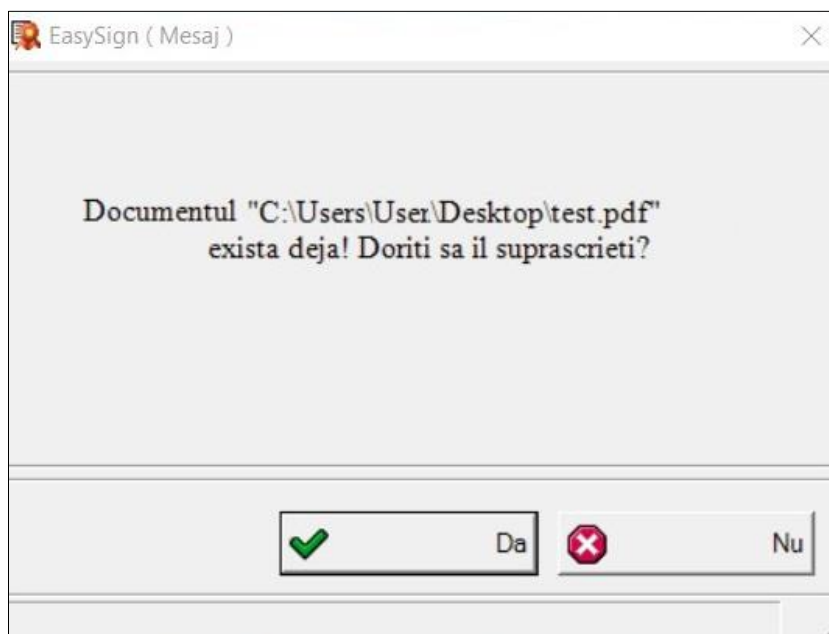 EasySign ( Mesaj )
Documentul "C:\Users\User\Desktop\test.pdf"
exista deja! Doriti sa il suprascrieti?
Da
Nu